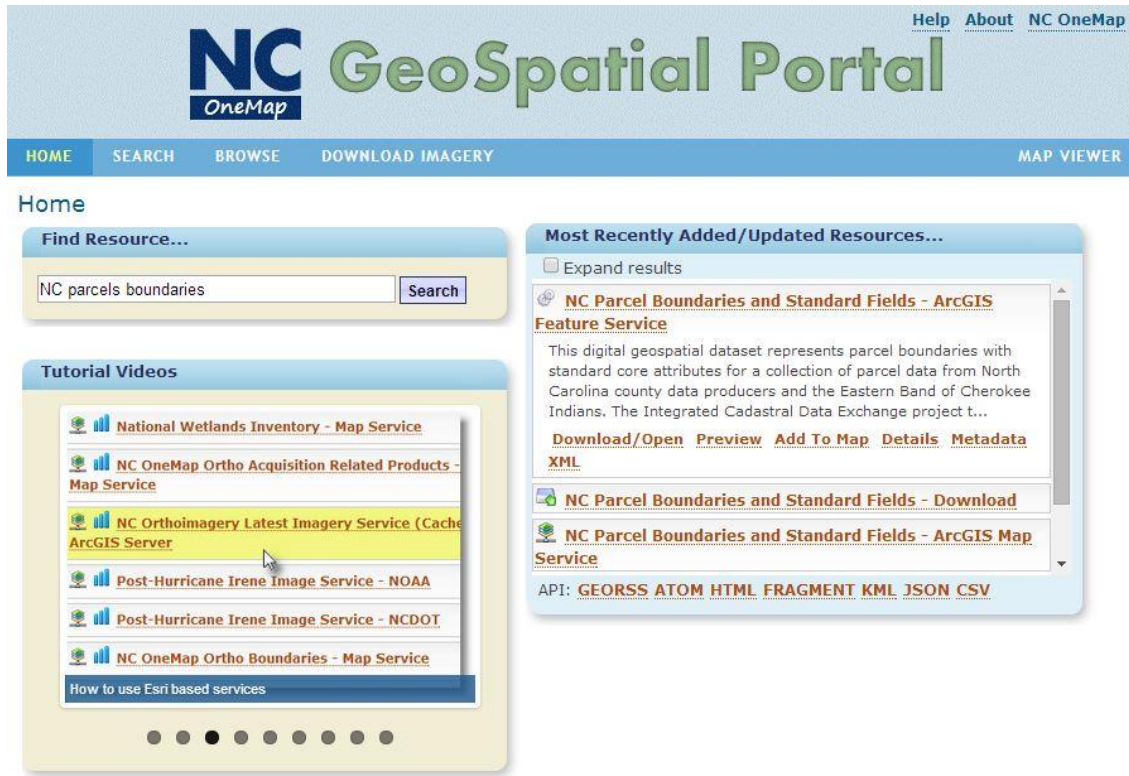 Help About NC OneMap
NC
OneMap
GeoSpatial Portal
HOME SEARCH BROWSE DOWNLOAD IMAGERY MAP VIEWER
Home
Find Resource...
NC parcels boundaries Search
Tutorial Videos
National Wetlands Inventory - Map Service
NC OneMap Ortho Acquisition Related Products -
Map Service
NC Orthoimagery Latest Imagery Service (Cache
ArcGIS Server
Post-Hurricane Irene Image Service - NOAA
Post-Hurricane Irene Image Service - NCDOT
NC OneMap Ortho Boundaries - Map Service
How to use Esri based services
Most Recently Added/Updated Resources...
Expand results
NC Parcel Boundaries and Standard Fields - ArcGIS
Feature Service
This digital geospatial dataset represents parcel boundaries with
standard core attributes for a collection of parcel data from North
Carolina county data producers and the Eastern Band of Cherokee
Indians. The Integrated Cadastral Data Exchange project t...
Download/Open Preview Add To Map Details Metadata
XML
NC Parcel Boundaries and Standard Fields - Download
NC Parcel Boundaries and Standard Fields - ArcGIS Map
Service
API: GEORSS ATOM HTML FRAGMENT KML JSON CSV